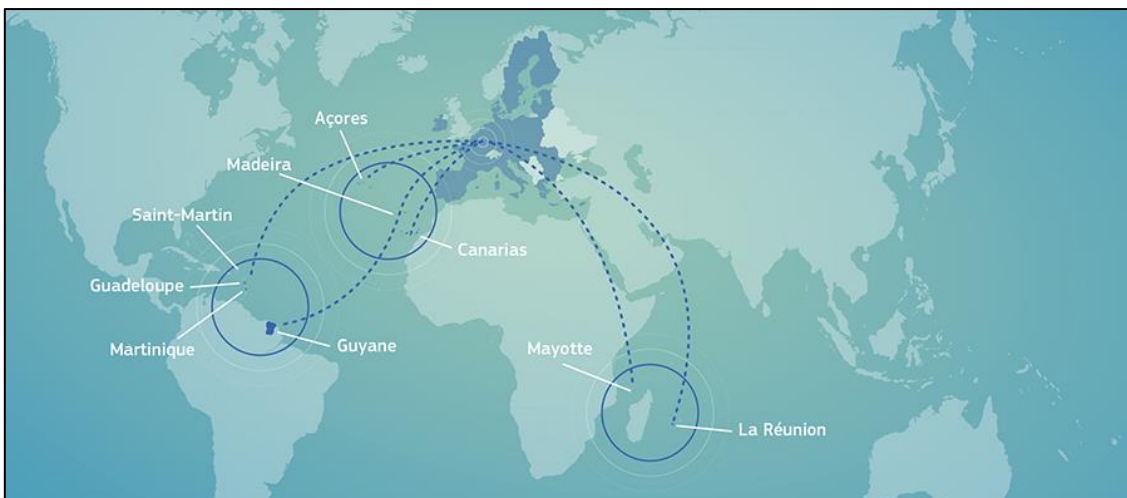 Açores
Madeira
Saint-Martin
Canarias
Guadeloupe
Guyane
Martinique
Mayotte
La Réunion